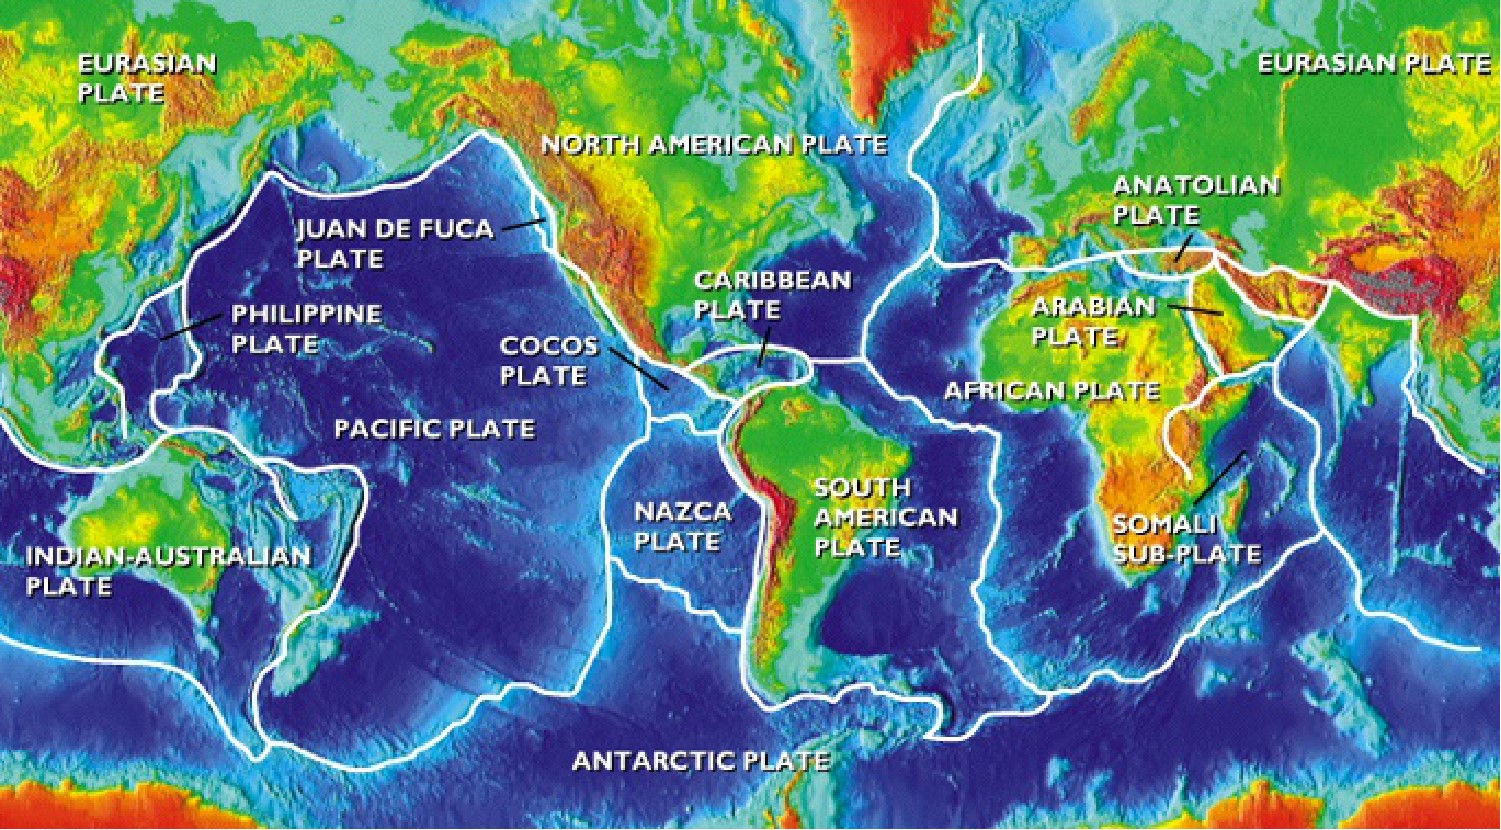 EURASIAN
PLATE
EURASIAN PLATE
NORTH AMERICAN PLATE
ANATOLIAN
PLATE
JUAN DE FUCA
PLATE
CARIBBEAN
PLATE
PHILIPPINE
PLATE
ARABIAN
PLATE
COCOS
PLATE
AFRICAN PLATE
PACIFIC PLATE
NAZCA
PLATE
SOUTH
AMERICAN
PLATE
SOMALI
SUB-PLATE
INDIAN-AUSTRALIAN
PLATE
ANTARCTIC PLATE